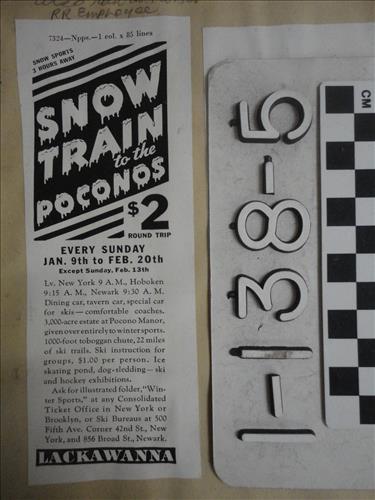 RR Employee
7324—Npps.—1 col. x 85 lines
SNOW SPORTS
3 HOURS AWAY
SNOW
TRAIN
to the
POCONOS
$2
ROUND TRIP
EVERY SUNDAY
JAN. 9th to FEB. 20th
Except Sunday, Feb. 13th
Lv. New York 9 A. M., Hoboken
9:15 A. M., Newark 9:30 A. M.
Dining car, tavern car, special car
for skis—comfortable coaches.
3,000-acre estate at Pocono Manor,
given over entirely to winter sports.
1000-foot toboggan chute, 22 miles
of ski trails. Ski instruction for
groups, $1.00 per person. Ice
skating pond, dog-sledding—ski
and hockey exhibitions.
Ask for illustrated folder, "Win-
ter Sports," at any Consolidated
Ticket Office in New York or
Brooklyn, or Ski Bureaus at 500
Fifth Ave. Corner 42nd St., New
York, and 856 Broad St., Newark.
LACKAWANNA
1-138-5
CM